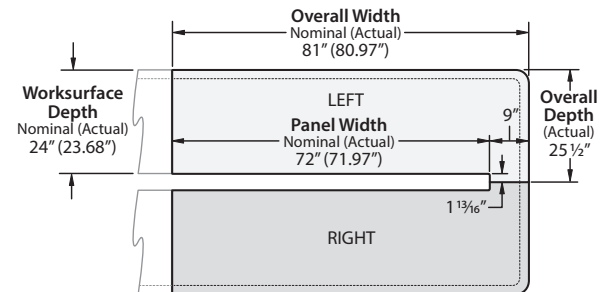 Overall Width
Nominal (Actual)
81” (80.97”)
Worksurface
Depth
Nominal (Actual)
24” (23.68”)
LEFT
Panel Width
Nominal (Actual)
72” (71.97”)
9”
Overall
Depth
(Actual)
25 ½”
1 ¹³⁄₁₆”
RIGHT